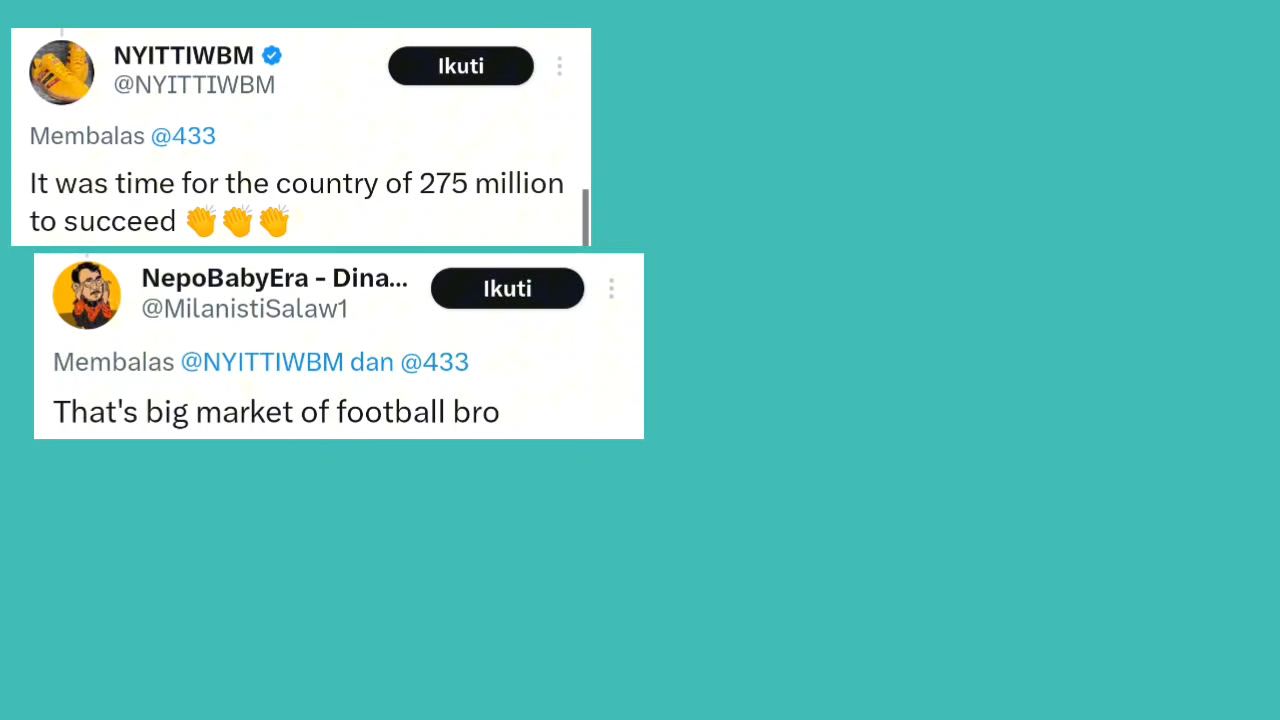 NYITTIWBM
Ikuti
@NYITTIWBM
Membalas @433
It was time for the country of 275 million
to succeed 👏👏👏
NepoBabyEra - Dina...
Ikuti
@MilanistiSalaw1
Membalas @NYITTIWBM dan @433
That's big market of football bro